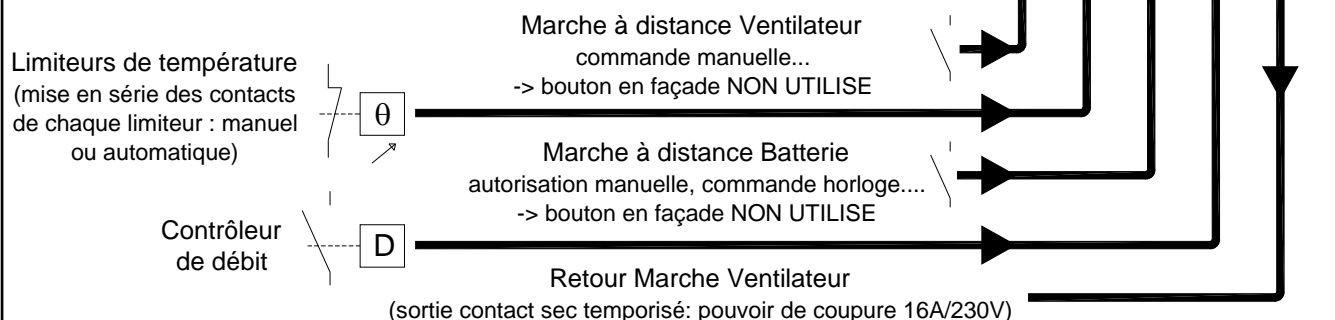 Marche à distance Ventilateur
commande manuelle...
-> bouton en façade NON UTILISE
Limiteurs de température
(mise en série des contacts
de chaque limiteur : manuel
ou automatique)
θ
Marche à distance Batterie
autorisation manuelle, commande horloge....
-> bouton en façade NON UTILISE
Contrôleur
de débit
D
Retour Marche Ventilateur
(sortie contact sec temporisé: pouvoir de coupure 16A/230V)